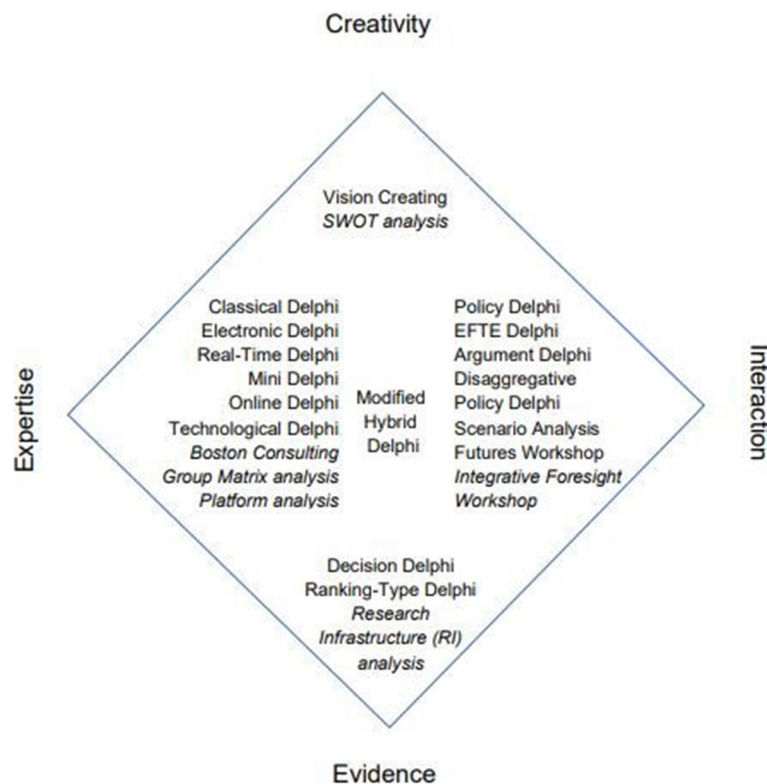 Creativity
Vision Creating
SWOT analysis
Expertise
Classical Delphi
Electronic Delphi
Real-Time Delphi
Mini Delphi
Online Delphi
Technological Delphi
Boston Consulting
Group Matrix analysis
Platform analysis
Modified
Hybrid
Delphi
Policy Delphi
EFTE Delphi
Argument Delphi
Disaggregative
Policy Delphi
Scenario Analysis
Futures Workshop
Integrative Foresight
Workshop
Interaction
Decision Delphi
Ranking-Type Delphi
Research
Infrastructure (RI)
analysis
Evidence